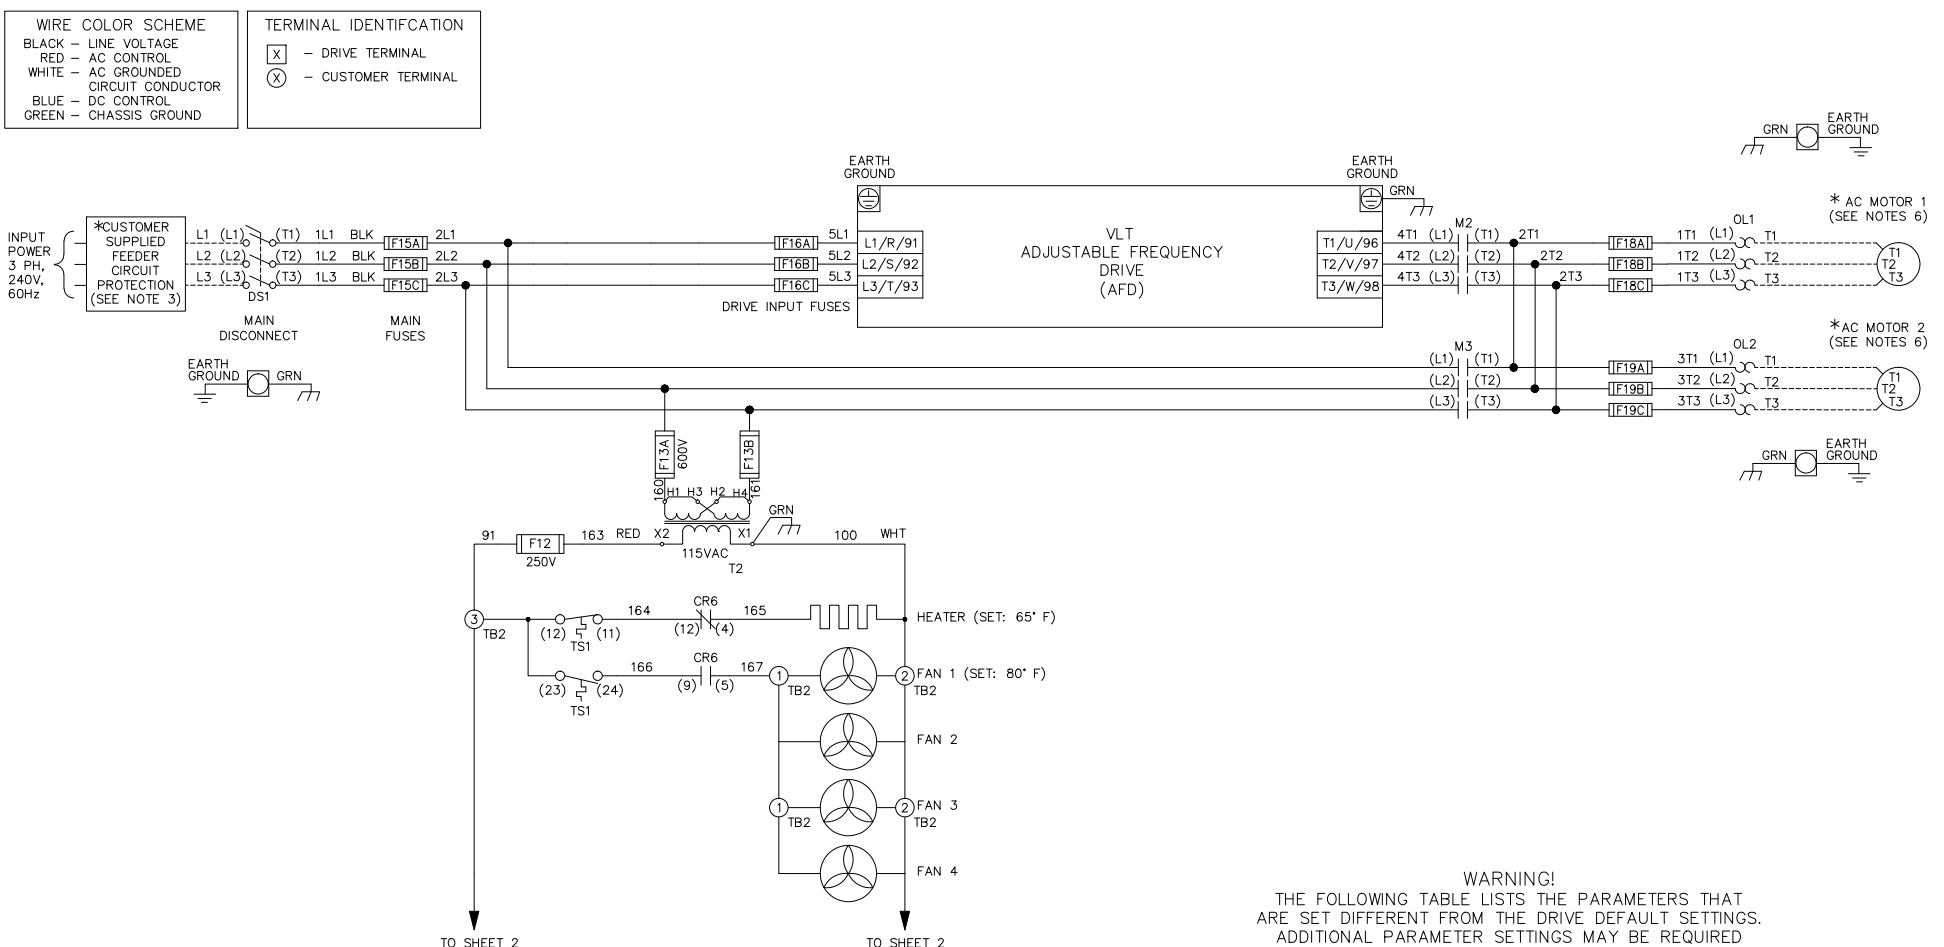 WIRE COLOR SCHEME
BLACK – LINE VOLTAGE
RED – AC CONTROL
WHITE – AC GROUNDED
CIRCUIT CONDUCTOR
BLUE – DC CONTROL
GREEN – CHASSIS GROUND
TERMINAL IDENTIFCATION
X – DRIVE TERMINAL
X – CUSTOMER TERMINAL
INPUT
POWER
3 PH,
240V,
60Hz
*CUSTOMER
SUPPLIED
FEEDER
CIRCUIT
PROTECTION
(SEE NOTE 3)
L1 (L1) (T1) 1L1 BLK F15A 2L1
L2 (L2) (T2) 1L2 BLK F15B 2L2
L3 (L3) (T3) 1L3 BLK F15C 2L3
DS1
MAIN
DISCONNECT
MAIN
FUSES
EARTH
GROUND GRN
F16A 5L1 L1/R/91
F16B 5L2 L2/S/92
F16C 5L3 L3/T/93
DRIVE INPUT FUSES
EARTH
GROUND
VLT
ADJUSTABLE FREQUENCY
DRIVE
(AFD)
EARTH
GROUND
GRN
M2
T1/U/96 4T1 (L1) (T1) 2T1
T2/V/97 4T2 (L2) (T2) 2T2
T3/W/98 4T3 (L3) (T3) 2T3
GRN
EARTH
GROUND
* AC MOTOR 1
(SEE NOTES 6)
OL1
F18A 1T1 (L1) T1
F18B 1T2 (L2) T2
F18C 1T3 (L3) T3
T1
T2
T3
M3
(L1) (T1)
(L2) (T2)
(L3) (T3)
*AC MOTOR 2
(SEE NOTES 6)
OL2
F19A 3T1 (L1) T1
F19B 3T2 (L2) T2
F19C 3T3 (L3) T3
T1
T2
T3
GRN
EARTH
GROUND
F13A
600V
F13B
160
161
H1 H3 H2 H4
GRN
91 F12 163 RED X2 X1 100 WHT
250V
115VAC
T2
3
TB2
(12) (11)
TS1
164
CR6
(12) (4)
165
HEATER (SET: 65° F)
(23) (24)
TS1
166
CR6
(9) (5)
167
1
TB2
2
TB2
FAN 1 (SET: 80° F)
FAN 2
1
TB2
2
TB2
FAN 3
FAN 4
TO SHEET 2
TO SHEET 2
WARNING!
THE FOLLOWING TABLE LISTS THE PARAMETERS THAT
ARE SET DIFFERENT FROM THE DRIVE DEFAULT SETTINGS.
ADDITIONAL PARAMETER SETTINGS MAY BE REQUIRED